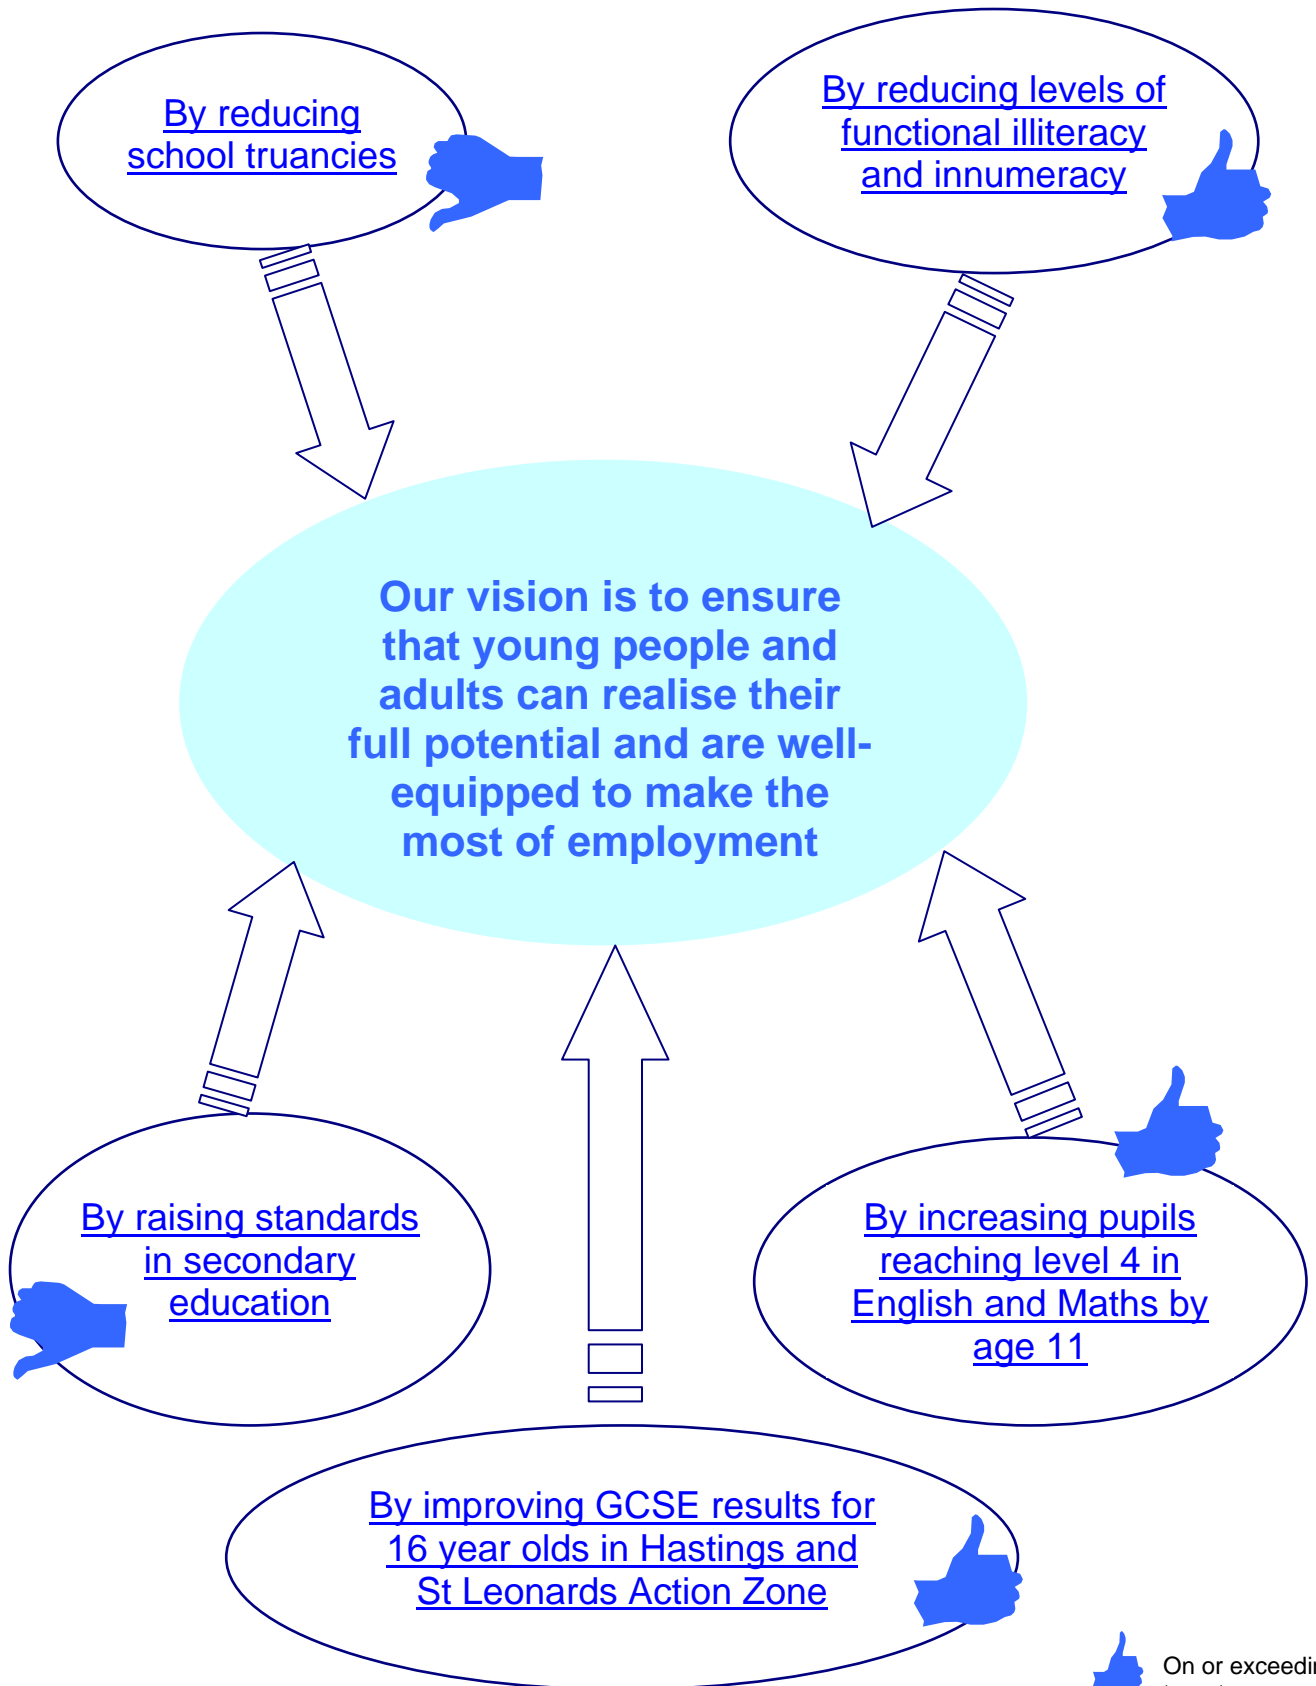 By reducing
school truancies
By reducing levels of
functional illiteracy
and innumeracy
Our vision is to ensure
that young people and
adults can realise their
full potential and are well-
equipped to make the
most of employment
By raising standards
in secondary
education
By increasing pupils
reaching level 4 in
English and Maths by
age 11
By improving GCSE results for
16 year olds in Hastings and
St Leonards Action Zone
On or